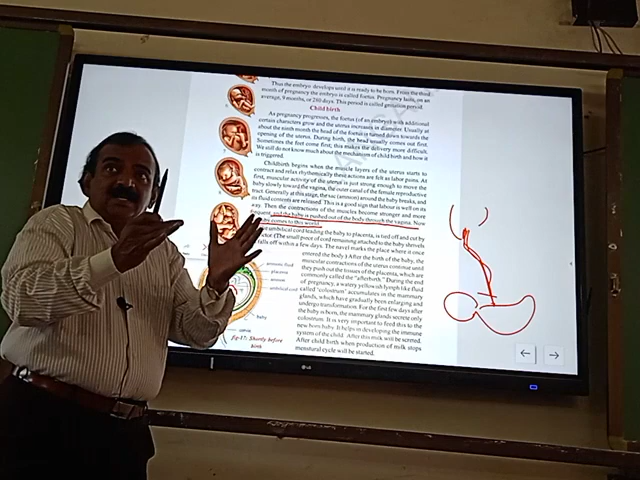 Thus the embryo develops until it is ready to be born. From the third
month of pregnancy the embryo is called foetus. Pregnancy lasts, on an
average, 9 months, or 280 days. This period is called gestation period.
Child birth
As pregnancy progresses, the foetus (of an embryo) with additional
certain characters grow and the uterus increases in diameter. Usually at
about the ninth month the head of the foetus is turned down towards the
opening of the uterus. During birth, the head usually comes out first.
Sometimes the feet come first; this makes the delivery more difficult.
We still do not know much about the mechanism of child birth and how it
is triggered.
Childbirth begins when the muscle layers of the uterus starts to
contract and relax rhythmically these actions are felt as labor pains. At
first, muscular activity of the uterus is just strong enough to move the
baby slowly toward the vagina, the outer canal of the female reproductive
tract. Generally at this stage, the sac (amnion) around the baby breaks, and
its fluid contents are released. This is a good sign that labour is well on its
way. Then the contractions of the muscles become stronger and more
frequent, and the baby is pushed out of the body through the vagina. Now
comes to this world.
umbilical cord leading the baby to placenta, is tied off and cut by
(The small piece of cord remaining attached to the baby shrivels
falls off within a few days. The navel marks the place where it once
entered the body.) After the birth of the baby, the
muscular contractions of the uterus continue until
they push out the tissues of the placenta, which are
commonly called the "afterbirth". During the end
of pregnancy, a watery yellowish lymph like fluid
called "colostrum" accumulates in the mammary
glands, which have gradually been enlarging and
undergo transformation. For the first few days after
the baby is born, the mammary glands secrete only
colostrum. It is very important to feed this to the
new born baby. It helps in developing the immune
system of the child. After this milk will be secreted.
After child birth when production of milk stops
menstrual cycle will be started.
amniotic fluid
placenta
amnion
umbilical cord
baby
uterus
fig-17: Shortly before
birth
LG